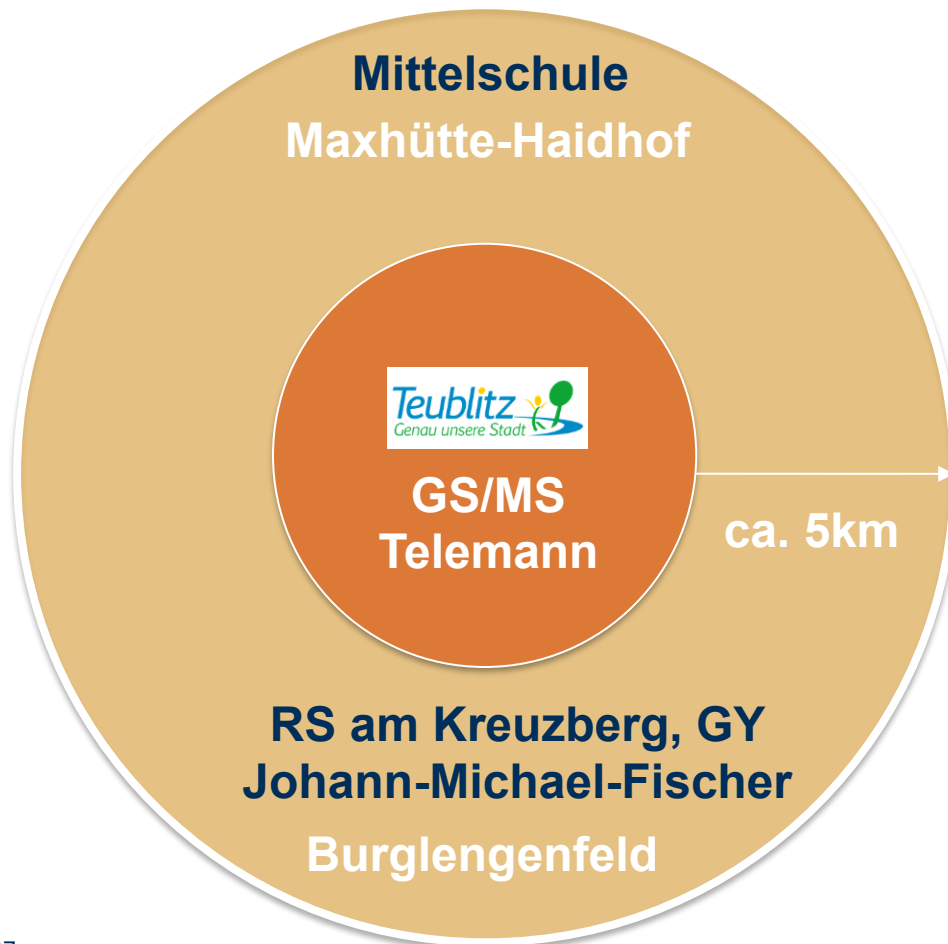 Mittelschule
Maxhütte-Haidhof
Teublitz
Genau unsere Stadt
GS/MS
Telemann
ca. 5km
RS am Kreuzberg, GY
Johann-Michael-Fischer
Burglengenfeld